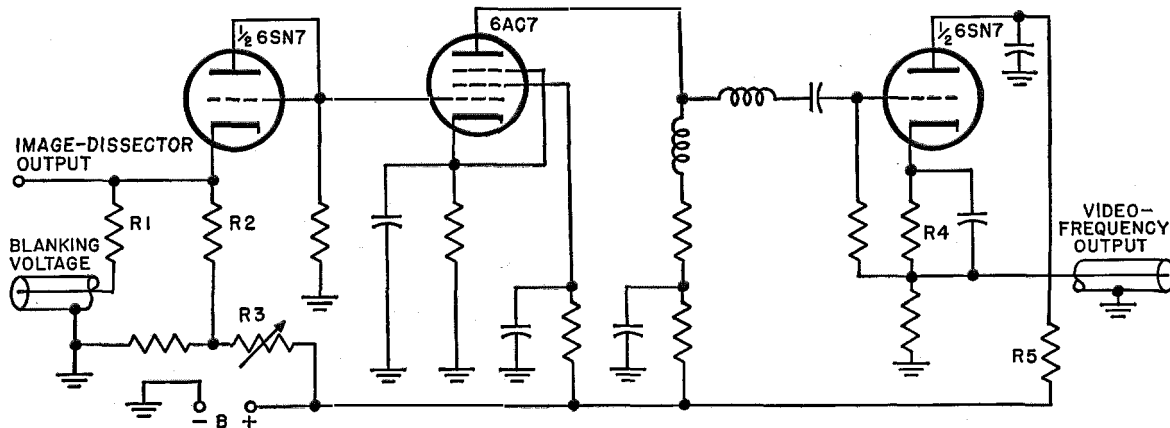 ½ 6SN7
6AC7
½ 6SN7
IMAGE-DISSECTOR
OUTPUT
R1
R2
BLANKING
VOLTAGE
R3
R4
VIDEO-
FREQUENCY
OUTPUT
R5
- B +